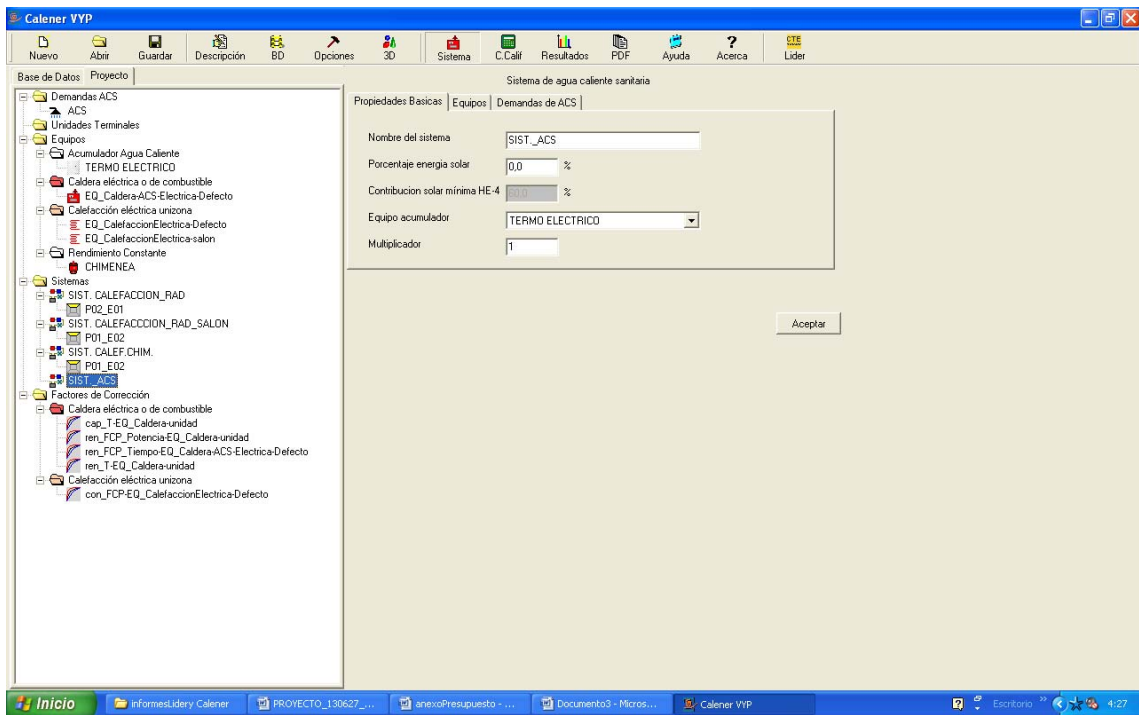 Calener VYP
Nuevo Abrir Guardar Descripción BD Opciones 3D Sistema C.Calif Resultados PDF Ayuda Acerca CTE Lider
Base de Datos Proyecto
Demandas ACS
ACS
Unidades Terminales
Equipos
Acumulador Agua Caliente
TERMO ELECTRICO
Caldera eléctrica o de combustible
EQ_Caldera-ACS-Electrica-Defecto
Calefacción eléctrica unizona
EQ_CalefaccionElectrica-Defecto
EQ_CalefaccionElectrica-salon
Rendimiento Constante
CHIMENEA
Sistemas
SIST. CALEFACCION_RAD
P02_E01
SIST. CALEFACCCION_RAD_SALON
P01_E02
SIST. CALEF.CHIM.
P01_E02
SIST._ACS
Factores de Corrección
Caldera eléctrica o de combustible
cap_T-EQ_Caldera-unidad
ren_FCP_Potencia-EQ_Caldera-unidad
ren_FCP_Tiempo-EQ_Caldera-ACS-Electrica-Defecto
ren_T-EQ_Caldera-unidad
Calefacción eléctrica unizona
con_FCP-EQ_CalefaccionElectrica-Defecto
Sistema de agua caliente sanitaria
Propiedades Basicas Equipos Demandas de ACS
Nombre del sistema SIST._ACS
Porcentaje energia solar 0,0 %
Contribucion solar mínima HE-4 %
Equipo acumulador TERMO ELECTRICO
Multiplicador 1
Aceptar
Inicio informesLidery Calener PROYECTO_130627_... anexoPresupuesto - ... Documento3 - Micros... Calener VYP Escritorio » 4:27